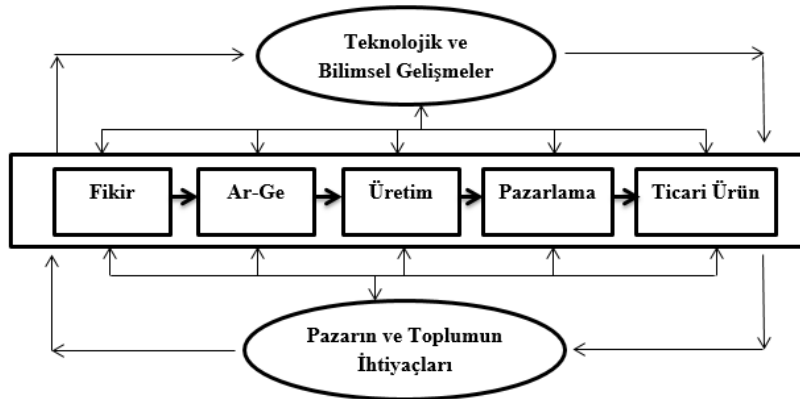 Teknolojik ve
Bilimsel Gelişmeler
Fikir
Ar-Ge
Üretim
Pazarlama
Ticari Ürün
Pazarın ve Toplumun
İhtiyaçları